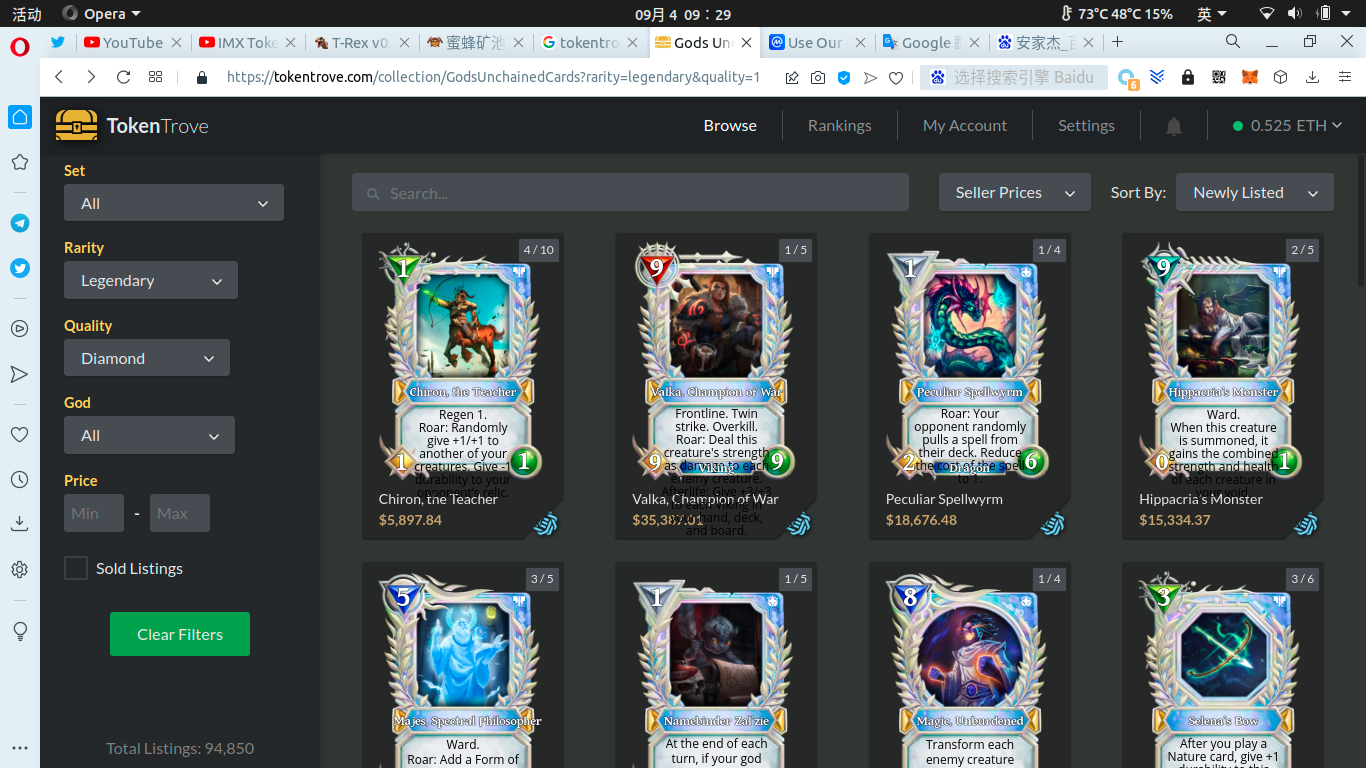 活动
Opera
09月 4 09：29
73°C 48°C 15%
英
YouTube
IMX Toke
T-Rex v0.
蜜蜂矿池
tokentro
Gods Unc
Use Our
Google
安家杰_百
https://tokentrove.com/collection/GodsUnchainedCards?rarity=legendary&quality=1
选择搜索引擎 Baidu
6
TokenTrove
Browse
Rankings
My Account
Settings
0.525 ETH
Set
All
Rarity
Legendary
Quality
Diamond
God
All
Price
Min
-
Max
Sold Listings
Clear Filters
Total Listings: 94,850
Search...
Seller Prices
Sort By:
Newly Listed
4 / 10
1
Chiron, the Teacher
Regen 1.
Roar: Randomly
give +1/+1 to
another of your
creatures. Give -1
durability to your
opponent's relic.
1
1
Chiron, the Teacher
$5,897.84
1 / 5
9
Valka, Champion of War
Frontline. Twin
strike. Overkill.
Roar: Deal this
creature's strength
as damage to each
enemy creature.
Afterlife: Give +3/+3
to each Viking in
your hand, deck,
and board.
9
Viking
9
Valka, Champion of War
$35,387.01
1 / 4
1
Peculiar Spellwyrm
Roar: Your
opponent randomly
pulls a spell from
their deck. Reduce
the cost of the spell
to 1.
2
Dragon
6
Peculiar Spellwyrm
$18,676.48
2 / 5
9
Hippacria's Monster
Ward.
When this creature
is summoned, it
gains the combined
strength and health
of each creature in
your void.
0
1
Hippacria's Monster
$15,334.37
3 / 5
5
Majes, Spectral Philosopher
Ward.
Roar: Add a Form of
1 / 5
1
Namebinder Zal'zie
At the end of each
turn, if your god
1 / 4
8
Magic, Unburdened
Transform each
enemy creature
3 / 6
3
Selena's Bow
After you play a
Nature card, give +1
durability to this